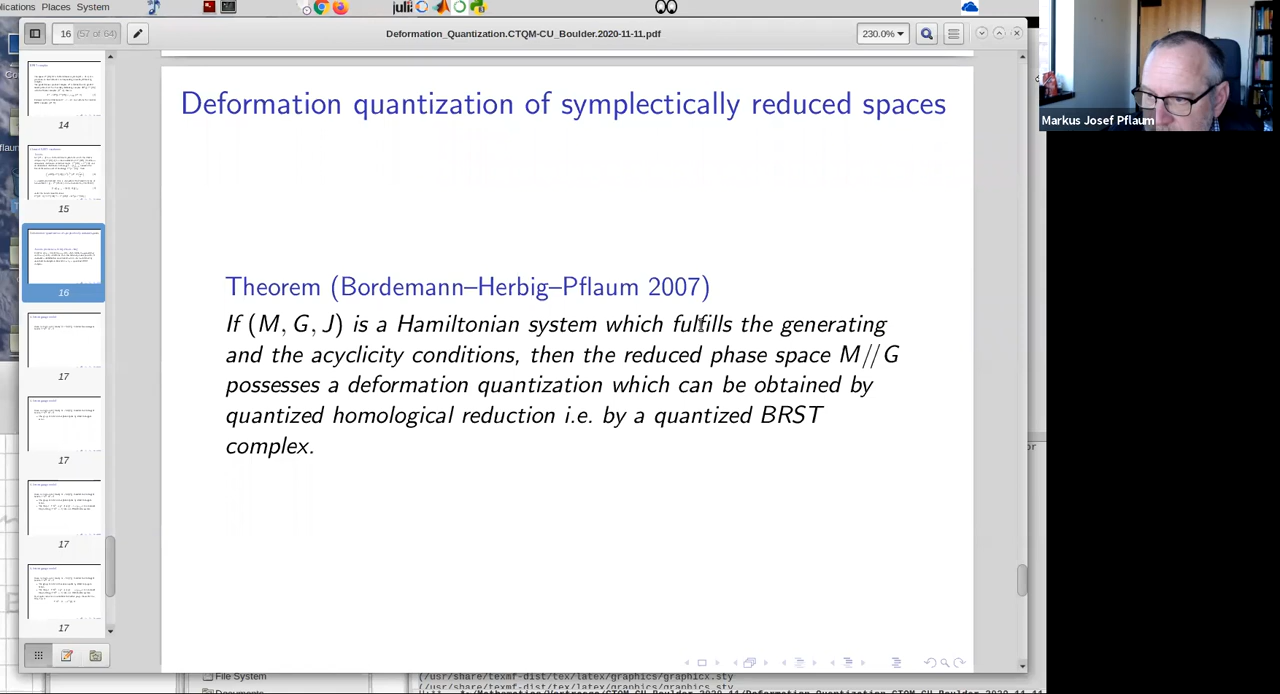 lications Places System
julia
16 (57 of 64)
Deformation_Quantization.CTQM-CU_Boulder.2020-11-11.pdf
230.0%
Markus Josef Pflaum
14
15
16
17
17
17
17
Deformation quantization of symplectically reduced spaces
Theorem (Bordemann–Herbig–Pflaum 2007)
If (M, G, J) is a Hamiltonian system which fulfills the generating
and the acyclicity conditions, then the reduced phase space M//G
possesses a deformation quantization which can be obtained by
quantized homological reduction i.e. by a quantized BRST
complex.
File System
(/usr/share/texmf-dist/tex/latex/graphics/graphicx.sty